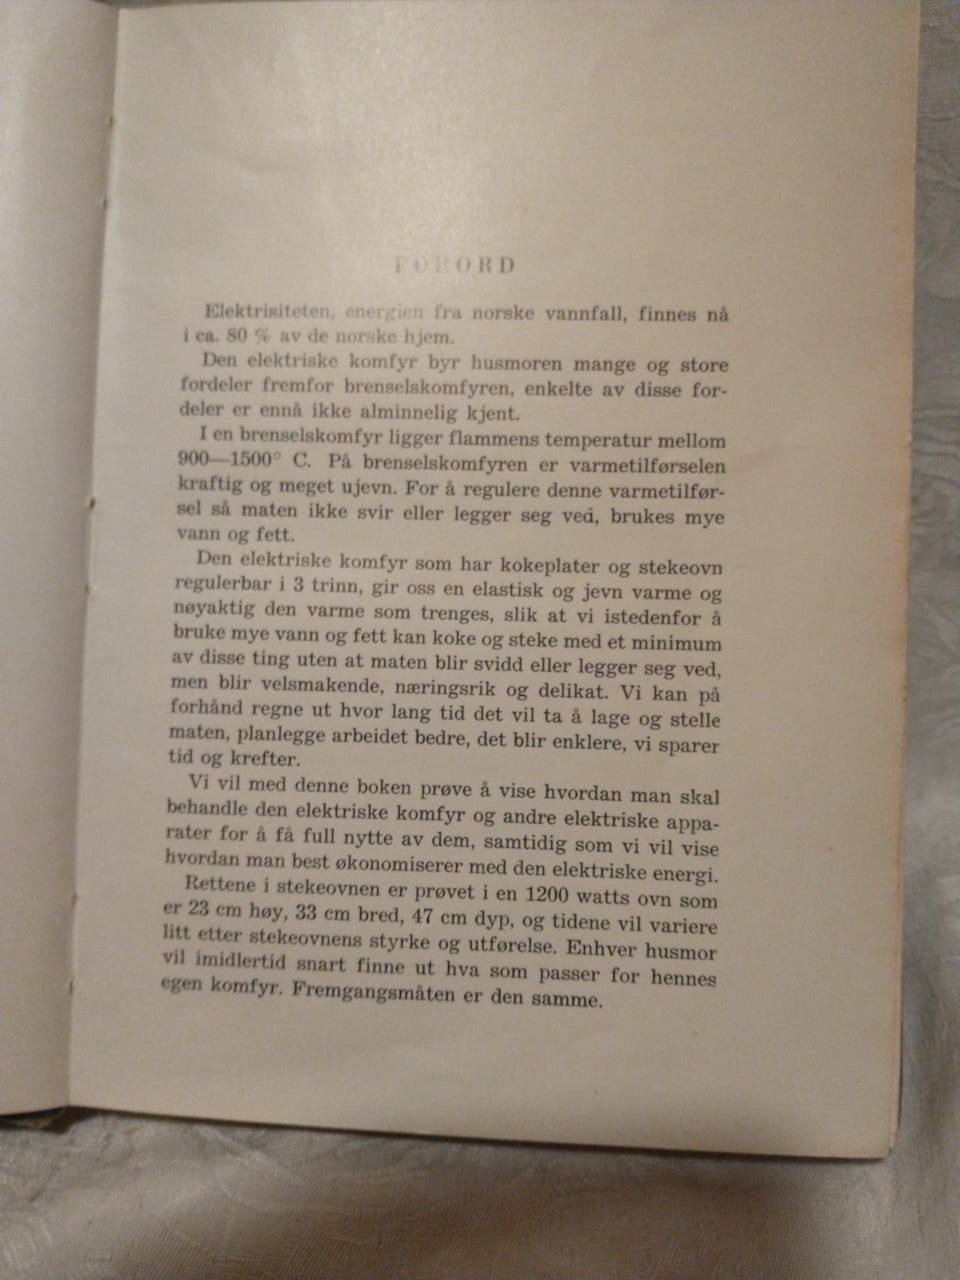 FORORD
Elektrisiteten, energien fra norske vannfall, finnes nå
i ca. 80 % av de norske hjem.
Den elektriske komfyr byr husmoren mange og store
fordeler fremfor brenselskomfyren, enkelte av disse for-
deler er ennå ikke alminnelig kjent.
I en brenselskomfyr ligger flammens temperatur mellom
900—1500° C. På brenselskomfyren er varmetilførselen
kraftig og meget ujevn. For å regulere denne varmetilfør-
sel så maten ikke svir eller legger seg ved, brukes mye
vann og fett.
Den elektriske komfyr som har kokeplater og stekeovn
regulerbar i 3 trinn, gir oss en elastisk og jevn varme og
nøyaktig den varme som trenges, slik at vi istedenfor å
bruke mye vann og fett kan koke og steke med et minimum
av disse ting uten at maten blir svidd eller legger seg ved,
men blir velsmakende, næringsrik og delikat. Vi kan på
forhånd regne ut hvor lang tid det vil ta å lage og stelle
maten, planlegge arbeidet bedre, det blir enklere, vi sparer
tid og krefter.
Vi vil med denne boken prøve å vise hvordan man skal
behandle den elektriske komfyr og andre elektriske appa-
rater for å få full nytte av dem, samtidig som vi vil vise
hvordan man best økonomiserer med den elektriske energi.
Rettene i stekeovnen er prøvet i en 1200 watts ovn som
er 23 cm høy, 33 cm bred, 47 cm dyp, og tidene vil variere
litt etter stekeovnens styrke og utførelse. Enhver husmor
vil imidlertid snart finne ut hva som passer for hennes
egen komfyr. Fremgangsmåten er den samme.